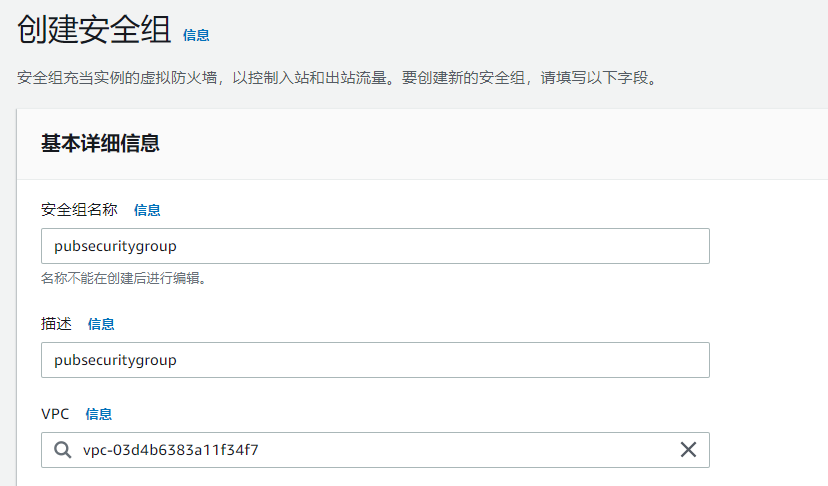 创建安全组 信息
安全组充当实例的虚拟防火墙，以控制入站和出站流量。要创建新的安全组，请填写以下字段。
基本详细信息
安全组名称 信息
pubsecuritygroup
名称不能在创建后进行编辑。
描述 信息
pubsecuritygroup
VPC 信息
vpc-03d4b6383a11f34f7